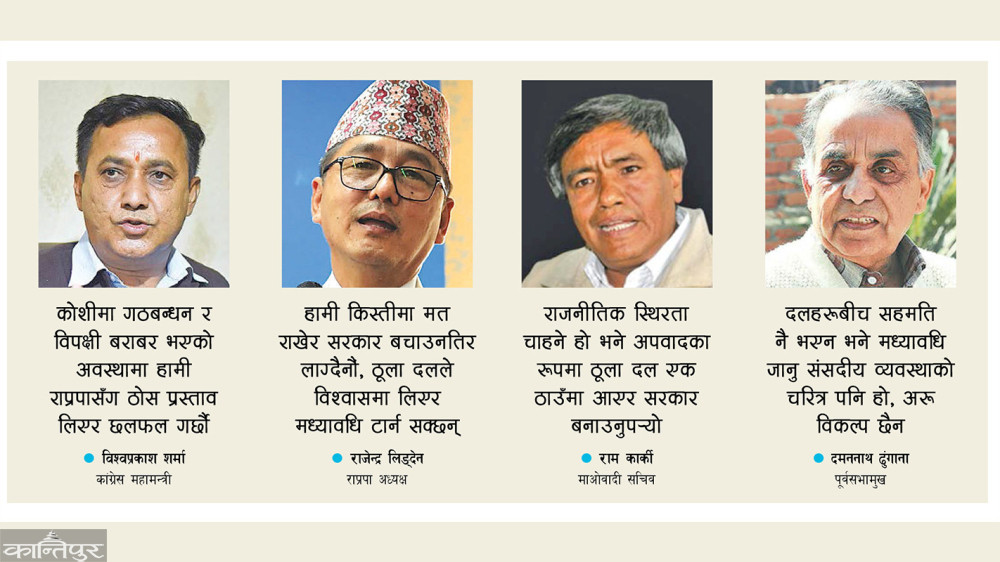 कोशीमा गठबन्धन र
विपक्षी बराबर भएको
अवस्थामा हामी
राप्रपासँग ठोस प्रस्ताव
लिएर छलफल गर्छौं
विश्वप्रकाश शर्मा
कांग्रेस महामन्त्री
हामी किस्तीमा मत
राखेर सरकार बचाउनतिर
लाग्दैनौं, ठूला दलले
विश्वासमा लिएर
मध्यावधि टार्न सक्छन्
राजेन्द्र लिङ्देन
राप्रपा अध्यक्ष
राजनीतिक स्थिरता
चाहने हो भने अपवादका
रूपमा ठूला दल एक
ठाउँमा आएर सरकार
बनाउनुपर्‍यो
राम कार्की
माओवादी सचिव
दलहरूबीच सहमति
नै भएन भने मध्यावधि
जानु संसदीय व्यवस्थाको
चरित्र पनि हो, अरू
विकल्प छैन
दमननाथ ढुंगाना
पूर्वसभामुख
कान्तिपुर